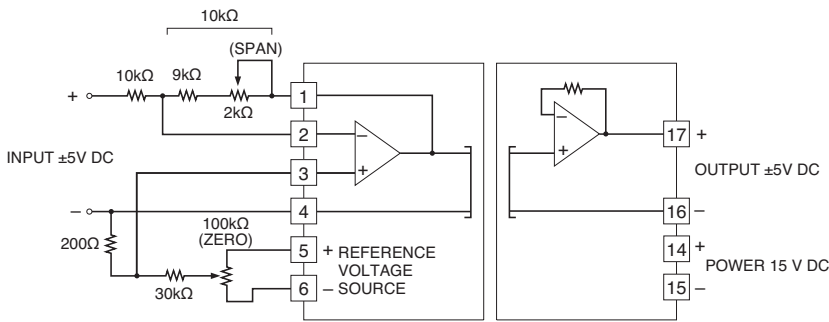 10kΩ
(SPAN)
10kΩ 9kΩ
2kΩ
+ 1
2 −
3 +
INPUT ±5V DC
− 4
200Ω
100kΩ
(ZERO)
30kΩ
5 + REFERENCE
VOLTAGE
6 − SOURCE
−
+
17 +
OUTPUT ±5V DC
16 −
14 +
POWER 15 V DC
15 −